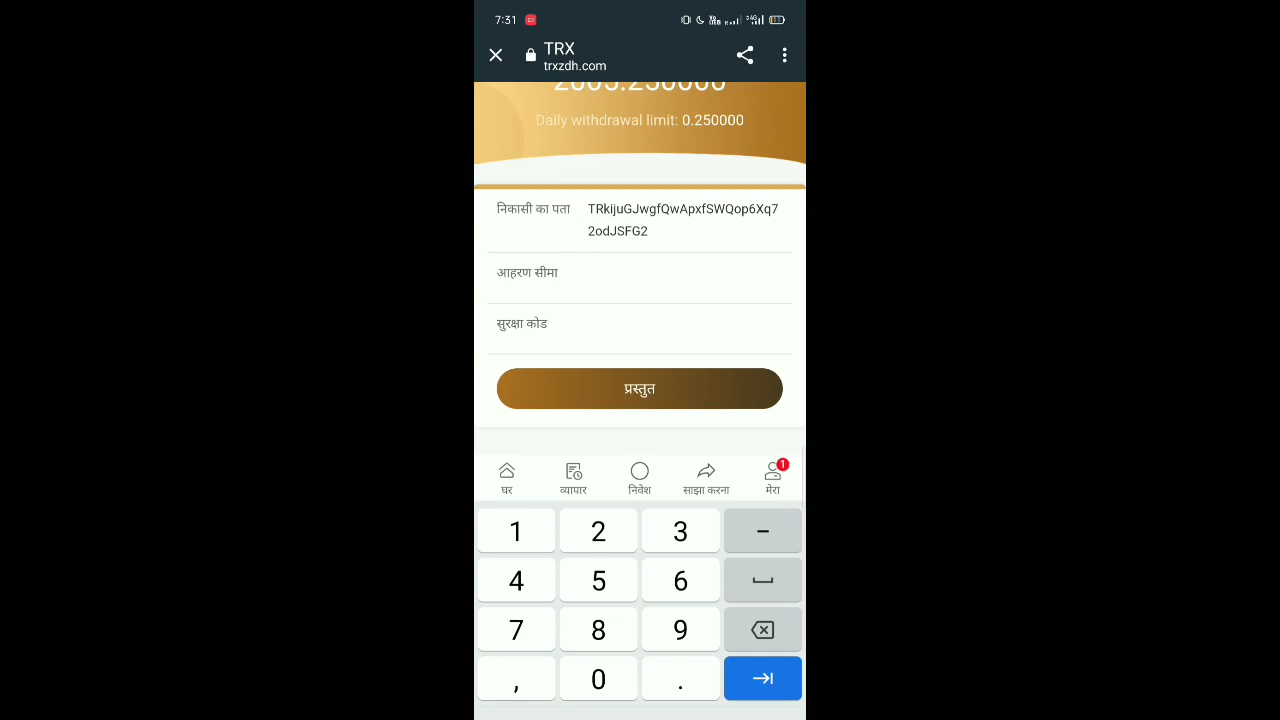 7:31
TRX
trxzdh.com
Daily withdrawal limit: 0.250000
निकासी का पता TRkijuGJwgfQwApxfSWQop6Xq7
2odJSFG2
आहरण सीमा
सुरक्षा कोड
प्रस्तुत
1
घर व्यापार निवेश साझा करना मेरा
1 2 3 –
4 5 6
7 8 9
, 0 .